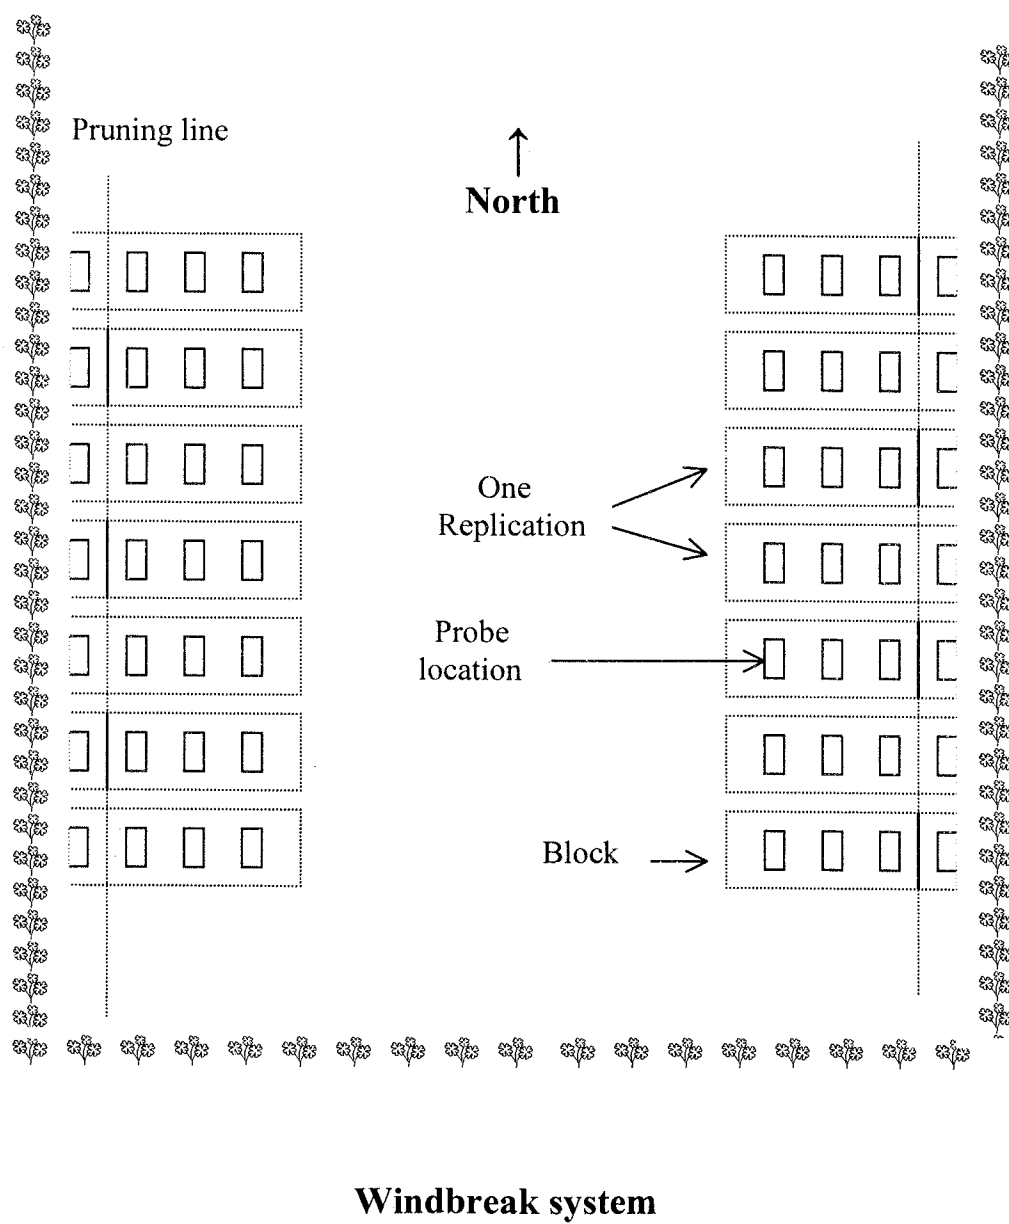 Pruning line
North
One
Replication
Probe
location
Block
Windbreak system